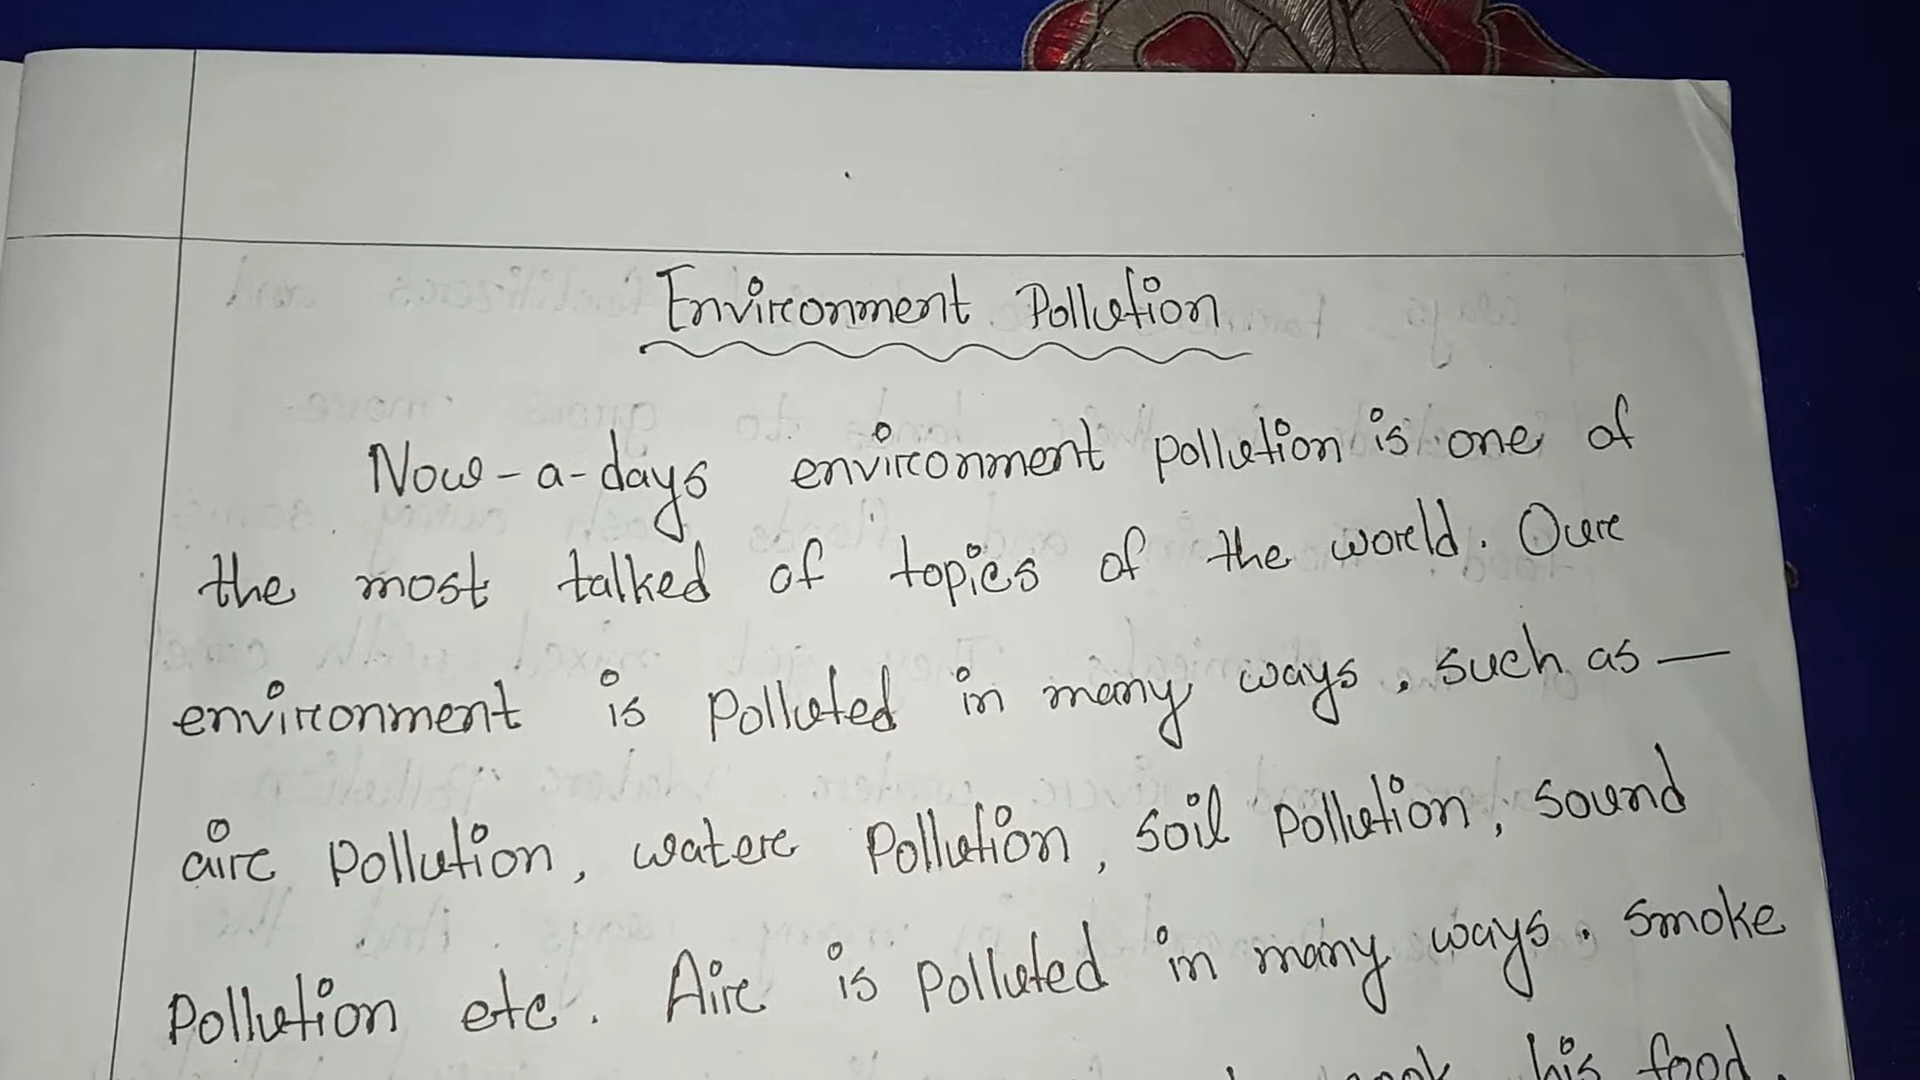 Environment Pollution
Now-a-days environment pollution is one of
the most talked of topics of the world. Our
environment is polluted in many ways, such as —
air pollution, water pollution, soil pollution, sound
pollution etc. Air is polluted in many ways. Smoke
his food.